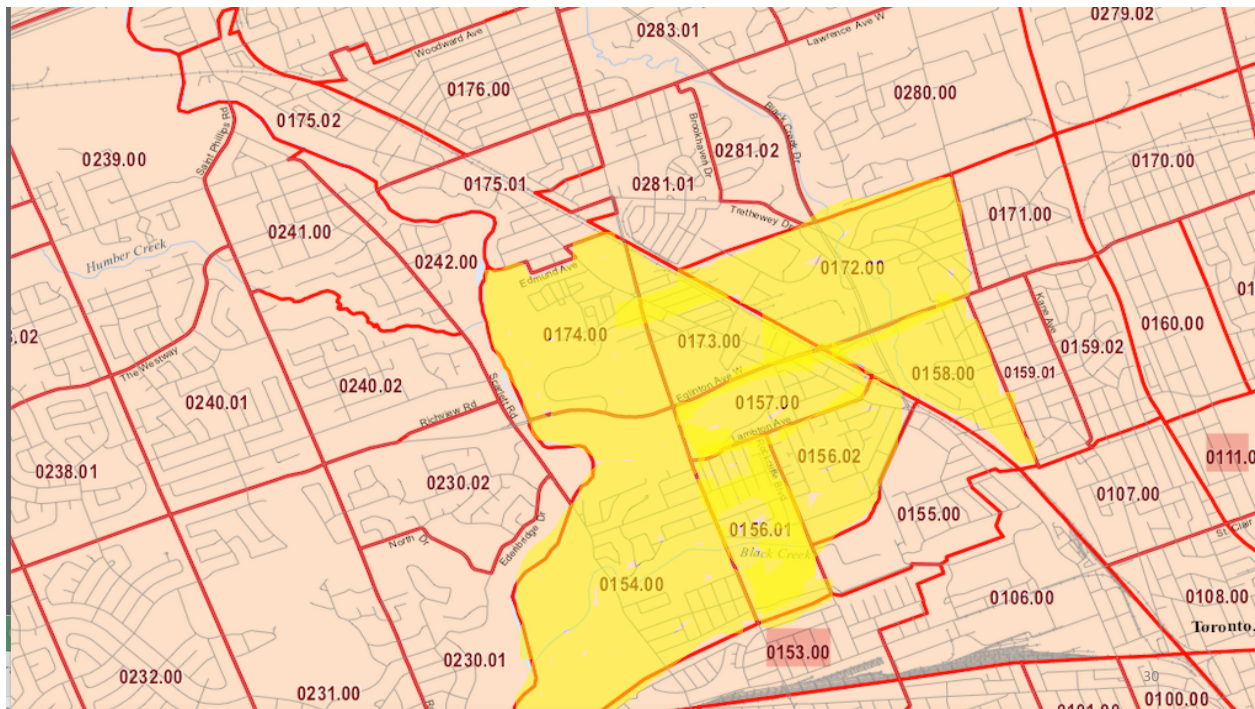 0279.02
0283.01
Lawrence Ave W
Woodward Ave
0176.00
0280.00
0175.02
Black Creek Dr
Saint Phillips Rd
Brookhaven Dr
0281.02
0239.00
0170.00
0175.01
0281.01
Trethewey Dr
0171.00
0241.00
Humber Creek
0242.00
Edmund Ave
0172.00
Kane Ave
0160.00
0174.00
0173.00
0159.02
The Westway
0240.02
Scarlett Rd
Eglinton Ave W
0158.00
0159.01
0240.01
Richview Rd
0157.00
Lambton Ave
0156.02
Rockcliffe Blvd
0238.01
0230.02
0107.00
0155.00
0156.01
North Dr
Edenbridge Dr
Black Creek
St. Clair
0154.00
0106.00
0108.00
Toronto
0153.00
0230.01
0232.00
0231.00
30
0100.00